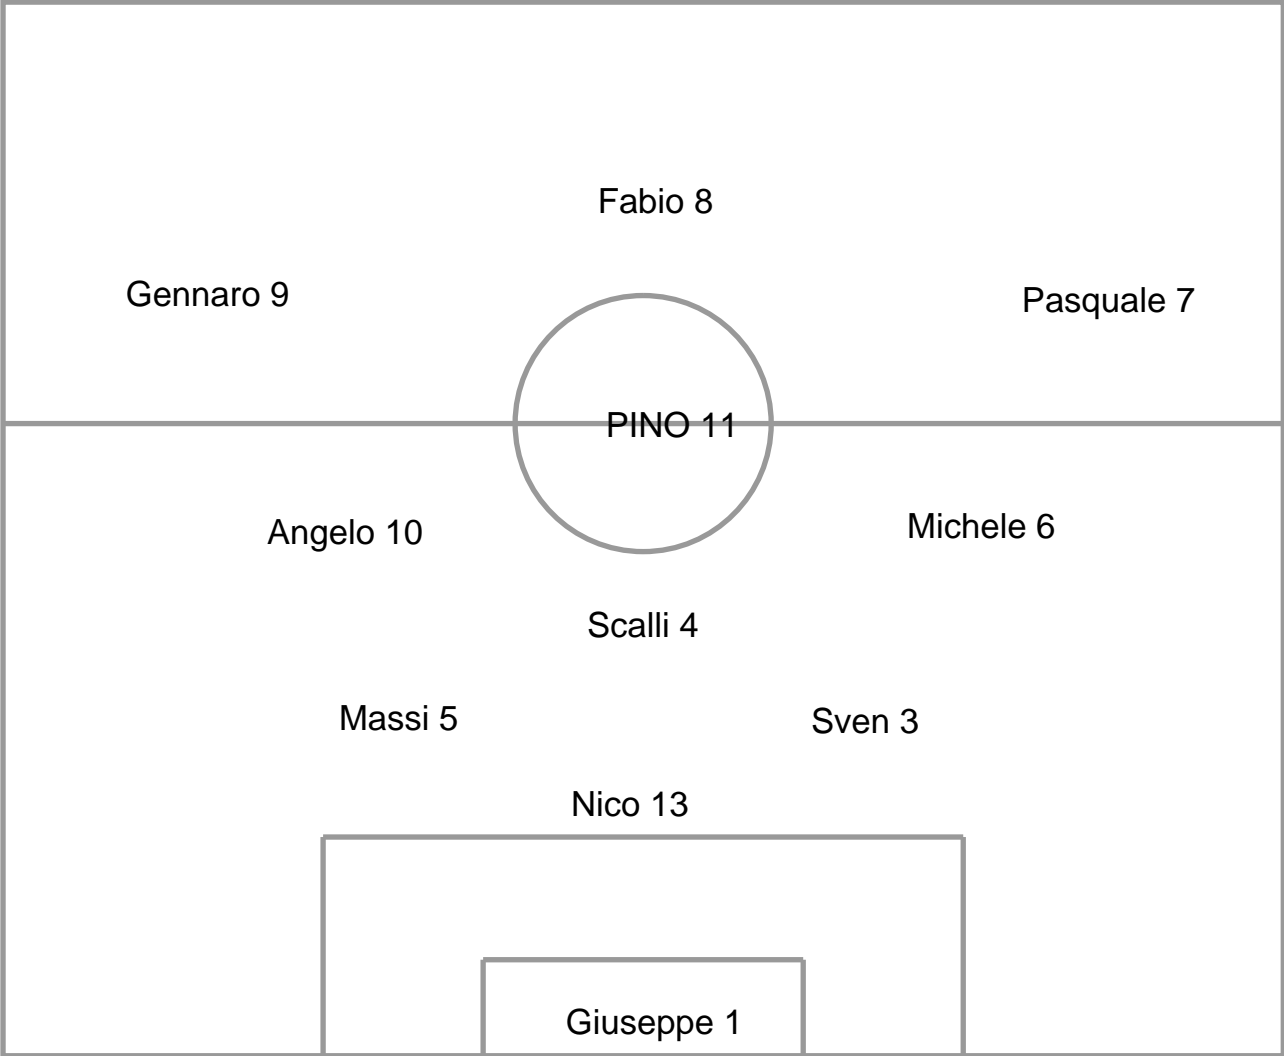 Fabio 8
Gennaro 9
Pasquale 7
PINO 11
Angelo 10
Michele 6
Scalli 4
Massi 5
Sven 3
Nico 13
Giuseppe 1